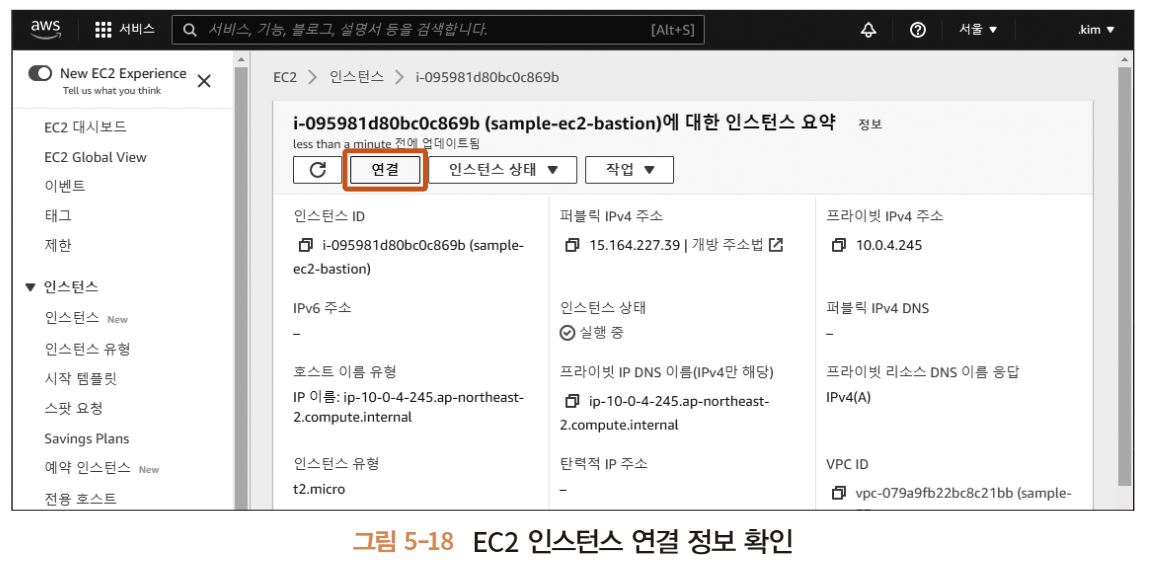 aws 서비스 서비스, 기능, 블로그, 설명서 등을 검색합니다. [Alt+S] 서울 ▼ .kim ▼
New EC2 Experience
Tell us what you think
EC2 대시보드
EC2 Global View
이벤트
태그
제한
▼ 인스턴스
인스턴스 New
인스턴스 유형
시작 템플릿
스팟 요청
Savings Plans
예약 인스턴스 New
전용 호스트
EC2 > 인스턴스 > i-095981d80bc0c869b
i-095981d80bc0c869b (sample-ec2-bastion)에 대한 인스턴스 요약 정보
less than a minute 전에 업데이트됨
연결 인스턴스 상태 ▼ 작업 ▼
인스턴스 ID
i-095981d80bc0c869b (sample-
ec2-bastion)
퍼블릭 IPv4 주소
15.164.227.39 | 개방 주소법
프라이빗 IPv4 주소
10.0.4.245
IPv6 주소
–
인스턴스 상태
실행 중
퍼블릭 IPv4 DNS
–
호스트 이름 유형
IP 이름: ip-10-0-4-245.ap-northeast-
2.compute.internal
프라이빗 IP DNS 이름(IPv4만 해당)
ip-10-0-4-245.ap-northeast-
2.compute.internal
프라이빗 리소스 DNS 이름 응답
IPv4(A)
인스턴스 유형
t2.micro
탄력적 IP 주소
–
VPC ID
vpc-079a9fb22bc8c21bb (sample-
그림 5-18 EC2 인스턴스 연결 정보 확인